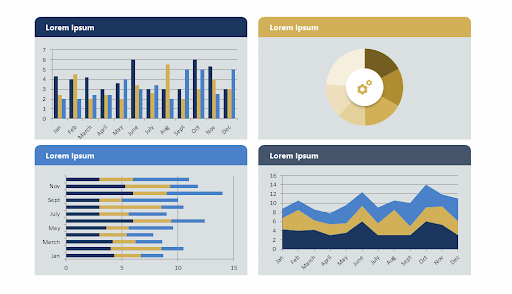 Lorem Ipsum
7
6
5
4
3
2
1
0
Jan Feb March April May June July Aug Sept Oct Nov Dec
Lorem Ipsum
Lorem Ipsum
Nov
Sept
July
May
March
Jan
0 5 10 15
Lorem Ipsum
16
14
12
10
8
6
4
2
0
Jan Feb March April May June July Aug Sept Oct Nov Dec